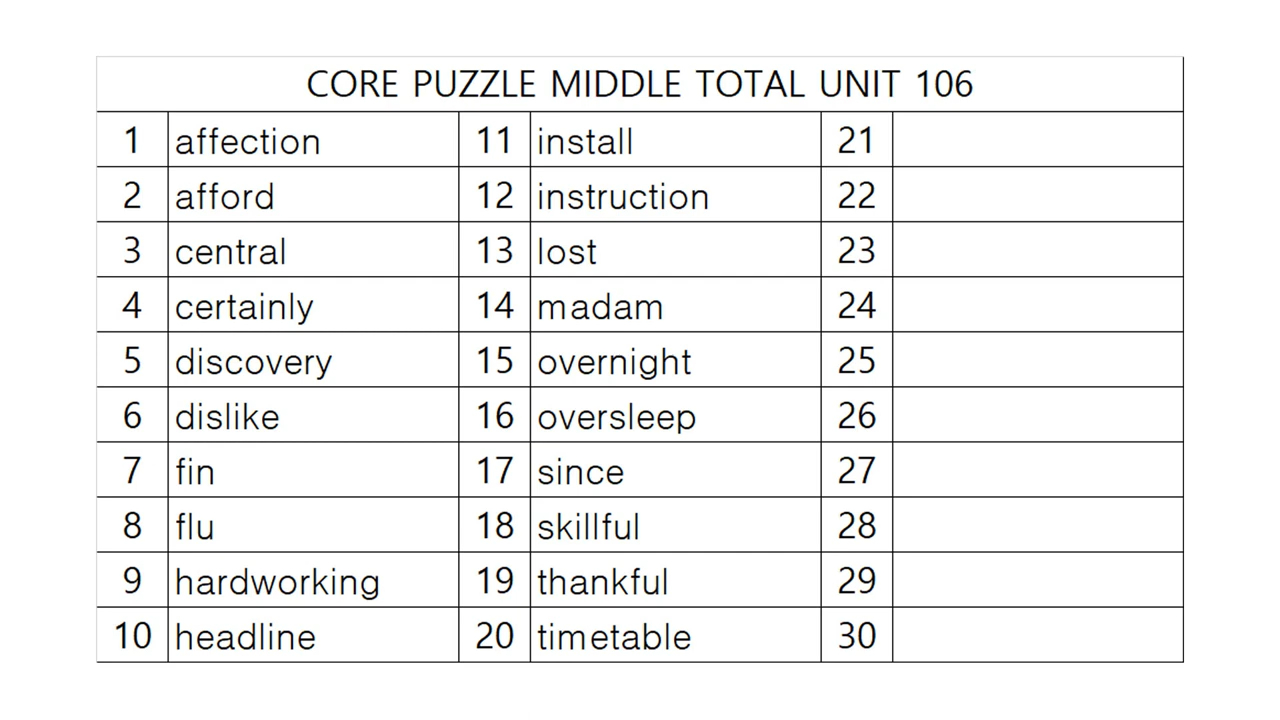 CORE PUZZLE MIDDLE TOTAL UNIT 106
1 affection 11 install 21
2 afford 12 instruction 22
3 central 13 lost 23
4 certainly 14 madam 24
5 discovery 15 overnight 25
6 dislike 16 oversleep 26
7 fin 17 since 27
8 flu 18 skillful 28
9 hardworking 19 thankful 29
10 headline 20 timetable 30